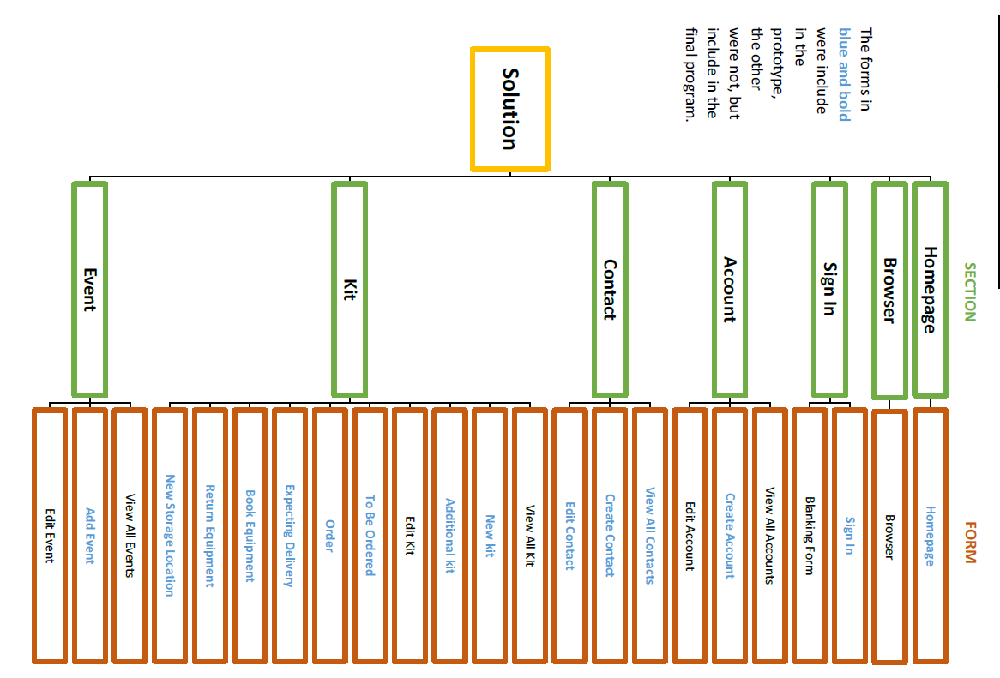 The forms in
blue and bold
were include
in the
prototype,
the other
were not, but
include in the
final program.
SECTION
FORM
Solution
Homepage
Homepage
Browser
Browser
Sign In
Sign In
Blanking Form
Account
View All Accounts
Create Account
Edit Account
Contact
View All Contacts
Create Contact
Edit Contact
Kit
View All Kit
New kit
Additional kit
Edit Kit
To Be Ordered
Order
Expecting Delivery
Book Equipment
Return Equipment
New Storage Location
Event
View All Events
Add Event
Edit Event